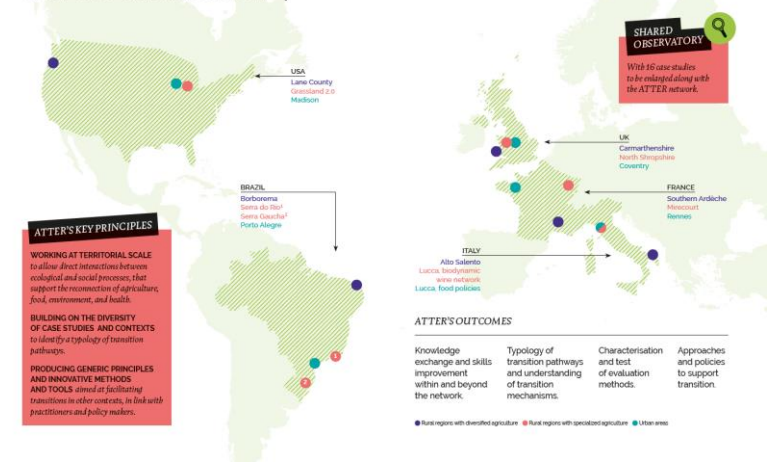 USA
Lane County
Grassland 2.0
Madison
BRAZIL
Borborema
Serra do Rio¹
Serra Gaucha²
Porto Alegre
1
2
ATTER'S KEY PRINCIPLES
WORKING AT TERRITORIAL SCALE
to allow direct interactions between
ecological and social processes, that
support the reconnection of agriculture,
food, environment, and health.
BUILDING ON THE DIVERSITY
OF CASE STUDIES AND CONTEXTS
to identify a typology of transition
pathways.
PRODUCING GENERIC PRINCIPLES
AND INNOVATIVE METHODS
AND TOOLS aimed at facilitating
transitions in other contexts, in link with
practitioners and policy makers.
SHARED
OBSERVATORY
With 16 case studies
to be enlarged along with
the ATTER network.
UK
Carmarthenshire
North Shropshire
Coventry
FRANCE
Southern Ardèche
Mirecourt
Rennes
ITALY
Alto Salento
Lucca, biodynamic
wine network
Lucca, food policies
ATTER'S OUTCOMES
Knowledge
exchange and skills
improvement
within and beyond
the network.
Typology of
transition pathways
and understanding
of transition
mechanisms.
Characterisation
and test
of evaluation
methods.
Approaches
and policies
to support
transition.
Rural regions with diversified agriculture Rural regions with specialized agriculture Urban areas